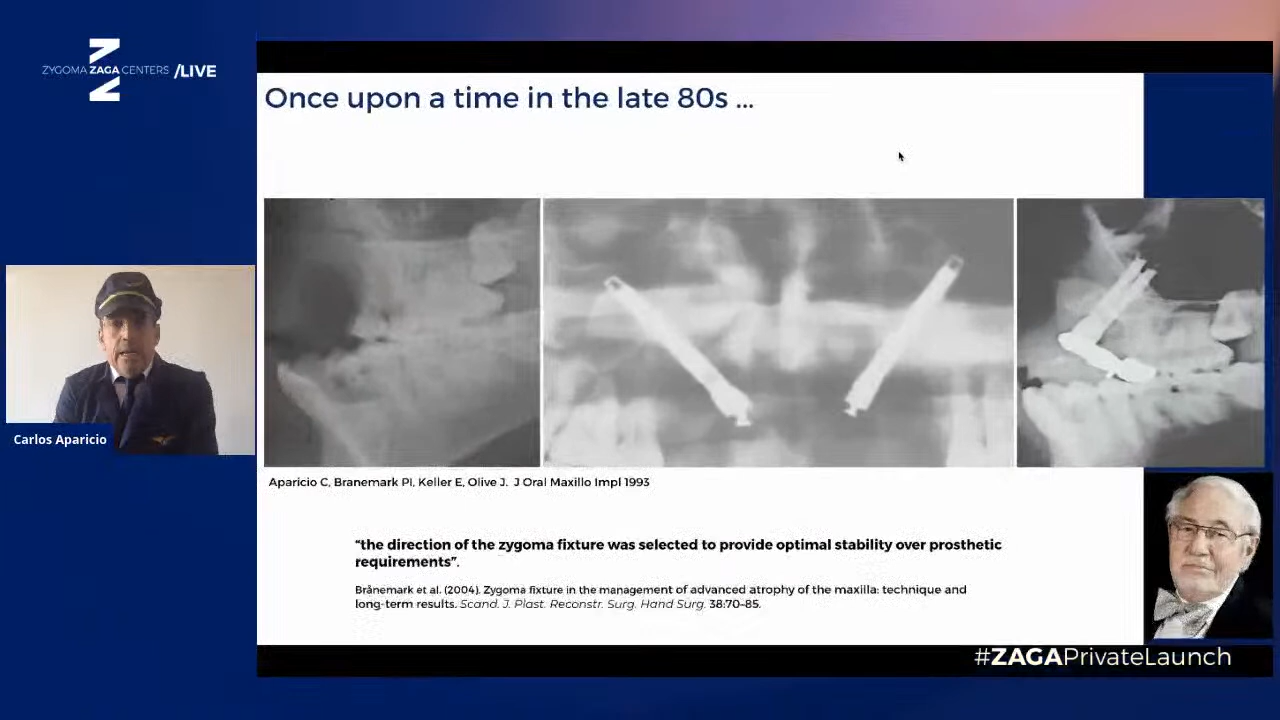 ZYGOMA ZAGA CENTERS /LIVE
Once upon a time in the late 80s ...
Carlos Aparicio
Aparicio C, Branemark PI, Keller E, Olive J. J Oral Maxillo Impl 1993
“the direction of the zygoma fixture was selected to provide optimal stability over prosthetic
requirements”.
Brånemark et al. (2004). Zygoma fixture in the management of advanced atrophy of the maxilla: technique and
long-term results. Scand. J. Plast. Reconstr. Surg. Hand Surg. 38:70–85.
#ZAGAPrivateLaunch